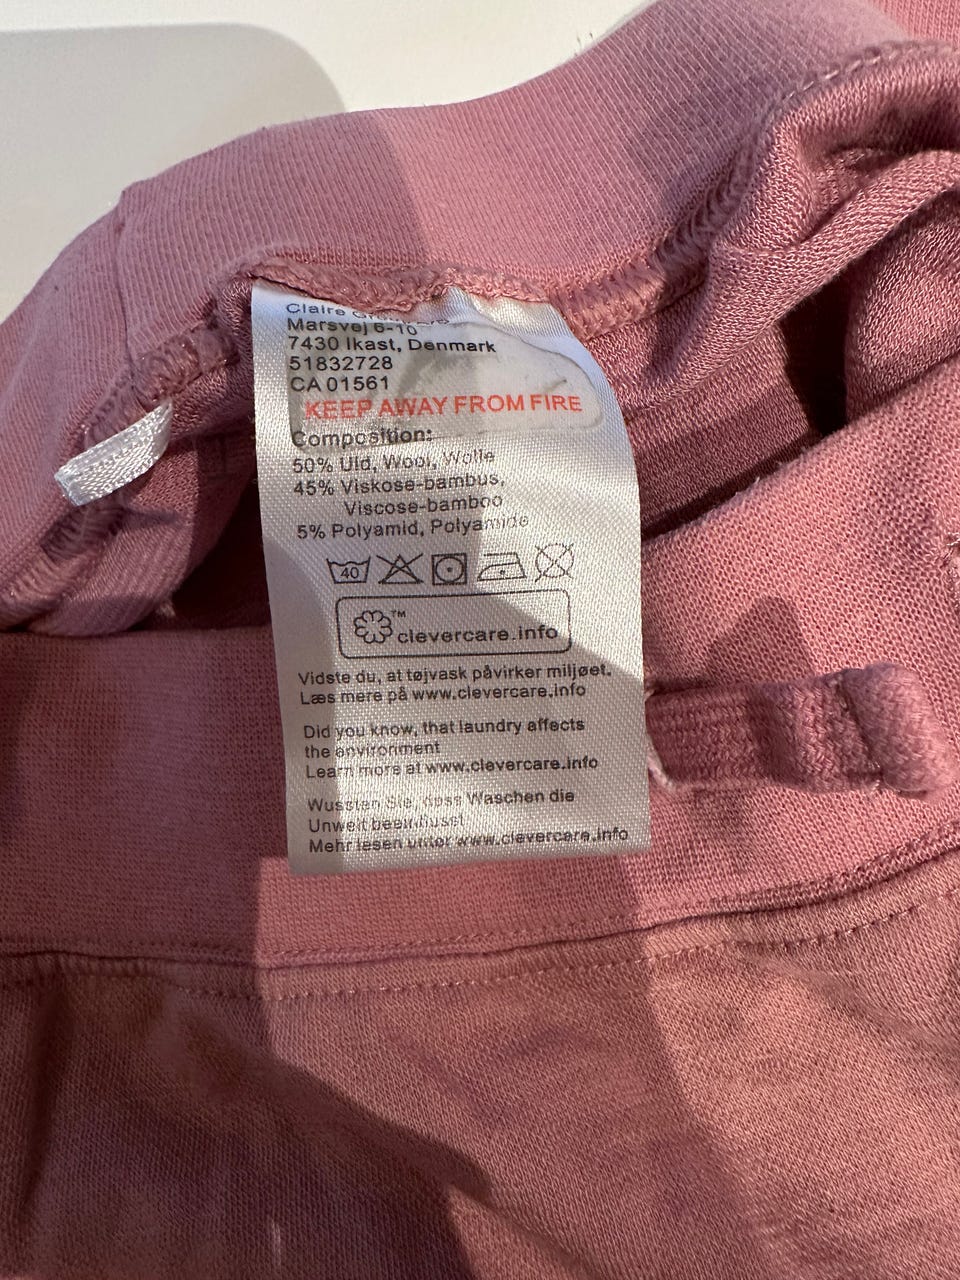 Claire
Marsvej 6-10
7430 Ikast, Denmark
51832728
CA 01561
KEEP AWAY FROM FIRE
Composition:
50% Uld, Wool, Wolle
45% Viskose-bambus,
Viscose-bamboo
5% Polyamid, Polyamide
40
™
clevercare.info
Vidste du, at tøjvask påvirker miljøet.
Læs mere på www.clevercare.info
Did you know, that laundry affects
the environment
Learn more at www.clevercare.info
Wussten Sie, dass Waschen die
Umwelt beeinflusst
Mehr lesen unter www.clevercare.info